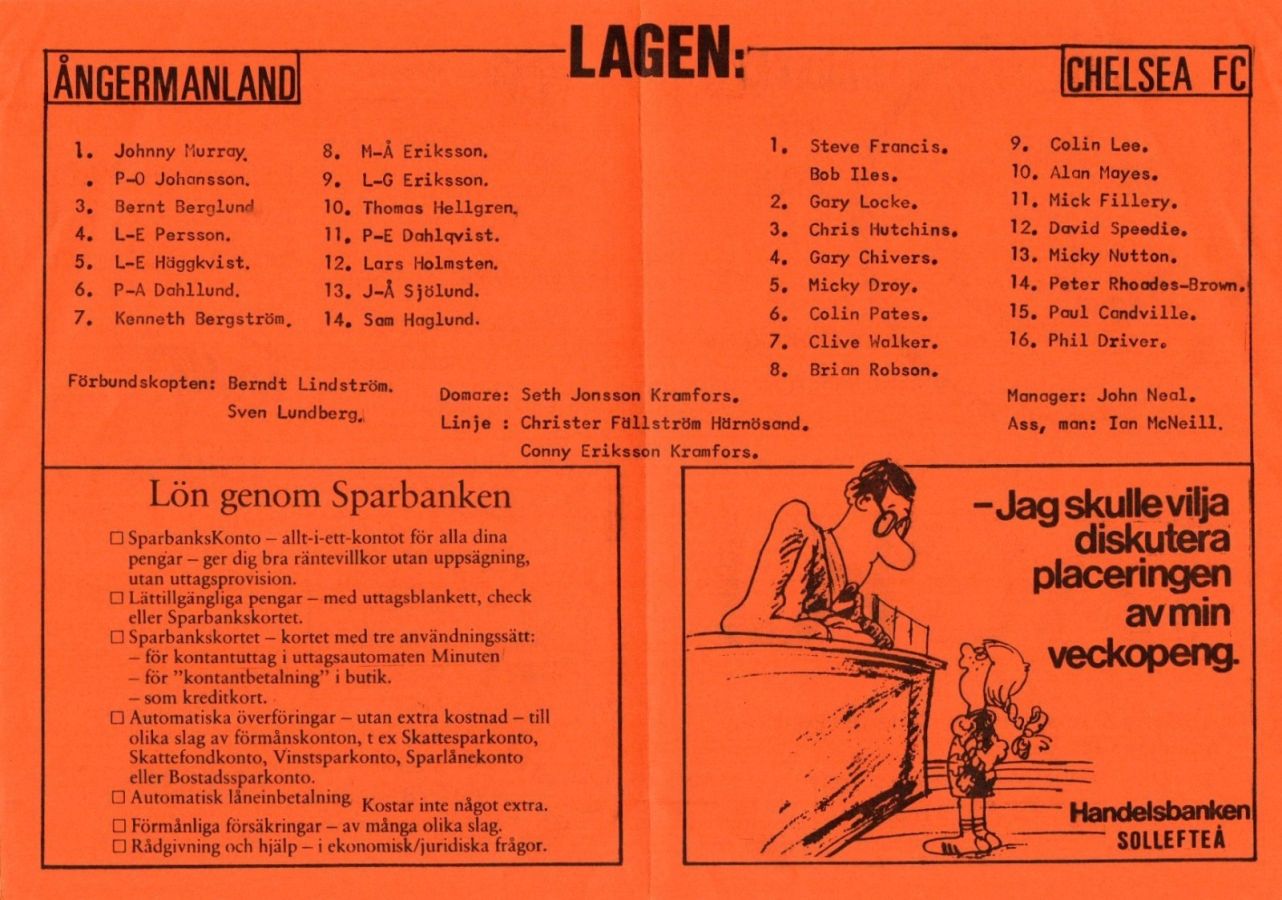 LAGEN:
ÅNGERMANLAND
1. Johnny Murray.
. P-O Johansson.
3. Bernt Berglund
4. L-E Persson.
5. L-E Häggkvist.
6. P-A Dahllund.
7. Kenneth Bergström.
8. M-Å Eriksson.
9. L-G Eriksson.
10. Thomas Hellgren.
11. P-E Dahlqvist.
12. Lars Holmsten.
13. J-Å Sjölund.
14. Sam Haglund.
Förbundskapten: Berndt Lindström.
Sven Lundberg.
Domare: Seth Jonsson Kramfors.
Linje : Christer Fällström Härnösand.
Conny Eriksson Kramfors.
CHELSEA FC
1. Steve Francis.
Bob Iles.
2. Gary Locke.
3. Chris Hutchins.
4. Gary Chivers.
5. Micky Droy.
6. Colin Pates.
7. Clive Walker.
8. Brian Robson.
9. Colin Lee.
10. Alan Mayes.
11. Mick Fillery.
12. David Speedie.
13. Micky Nutton.
14. Peter Rhoades-Brown.
15. Paul Candville.
16. Phil Driver.
Manager: John Neal.
Ass, man: Ian McNeill.
Lön genom Sparbanken
☐ SparbanksKonto – allt-i-ett-kontot för alla dina
pengar – ger dig bra räntevillkor utan uppsägning,
utan uttagsprovision.
☐ Lättillgängliga pengar – med uttagsblankett, check
eller Sparbankskortet.
☐ Sparbankskortet – kortet med tre användningssätt:
– för kontantuttag i uttagsautomaten Minuten
– för "kontantbetalning" i butik.
– som kreditkort.
☐ Automatiska överföringar – utan extra kostnad – till
olika slag av förmånskonton, t ex Skattesparkonto,
Skattefondkonto, Vinstsparkonto, Sparlånekonto
eller Bostadssparkonto.
☐ Automatisk låneinbetalning Kostar inte något extra.
☐ Förmånliga försäkringar – av många olika slag.
☐ Rådgivning och hjälp – i ekonomisk/juridiska frågor.
– Jag skulle vilja
diskutera
placeringen
av min
veckopeng.
Handelsbanken
SOLLEFTEÅ